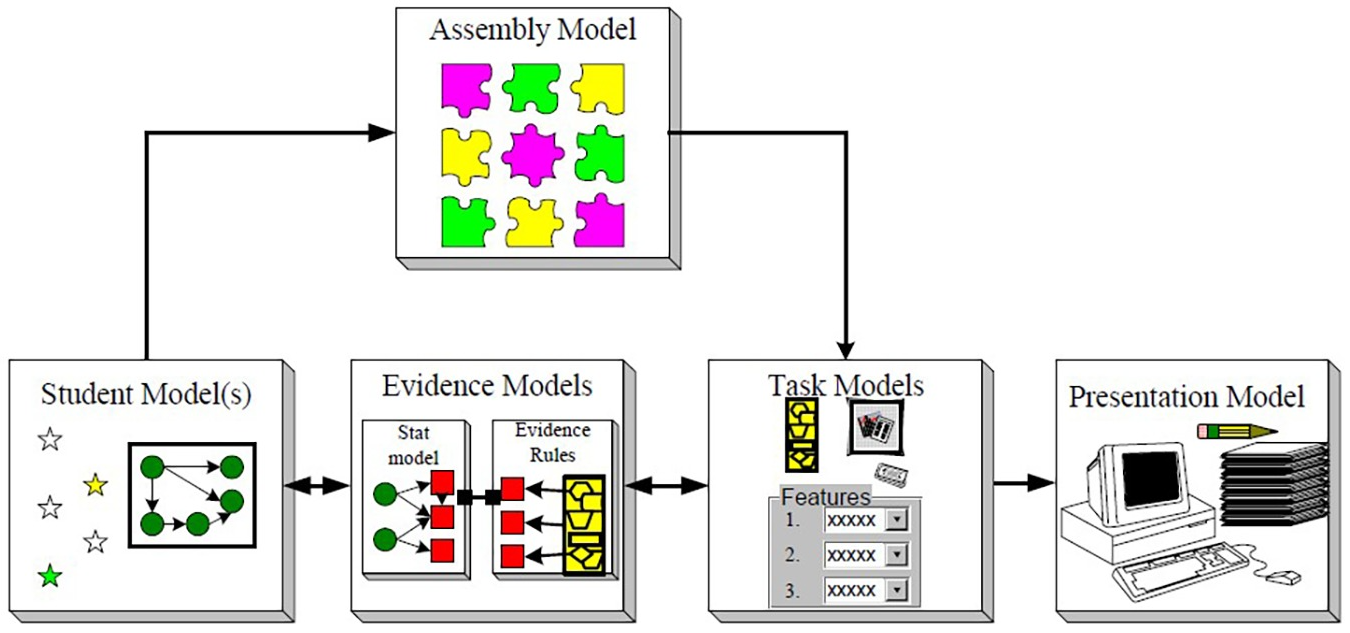 Assembly Model
Student Model(s)
Evidence Models
Stat
model
Evidence
Rules
Task Models
Features
1. xxxxx
2. xxxxx
3. xxxxx
Presentation Model